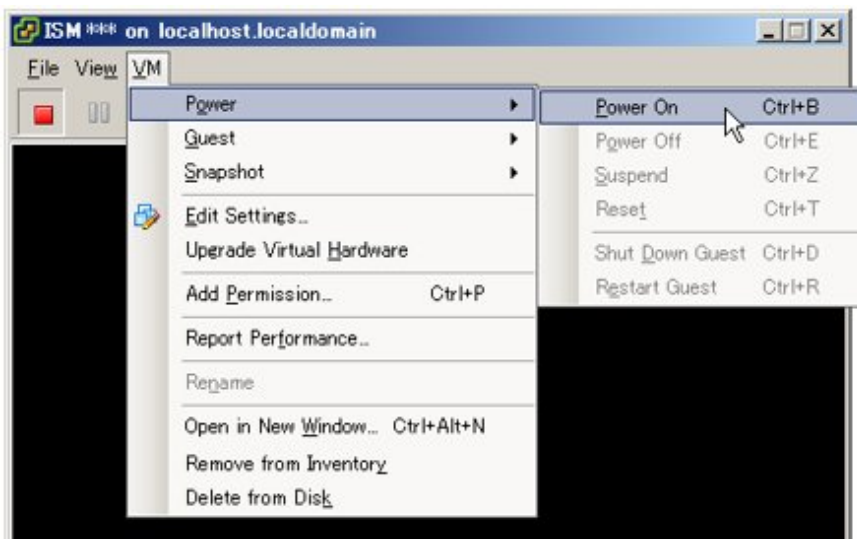 ISM *** on localhost.localdomain
File View VM
Power
Guest
Snapshot
Edit Settings...
Upgrade Virtual Hardware
Add Permission... Ctrl+P
Report Performance...
Rename
Open in New Window... Ctrl+Alt+N
Remove from Inventory
Delete from Disk
Power On Ctrl+B
Power Off Ctrl+E
Suspend Ctrl+Z
Reset Ctrl+T
Shut Down Guest Ctrl+D
Restart Guest Ctrl+R